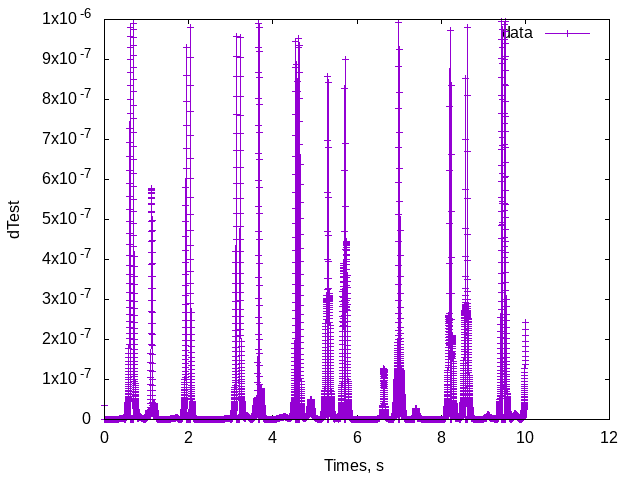 1x10^-6
9x10^-7
8x10^-7
7x10^-7
6x10^-7
5x10^-7
4x10^-7
3x10^-7
2x10^-7
1x10^-7
0
dTest
data
0 2 4 6 8 10 12
Times, s